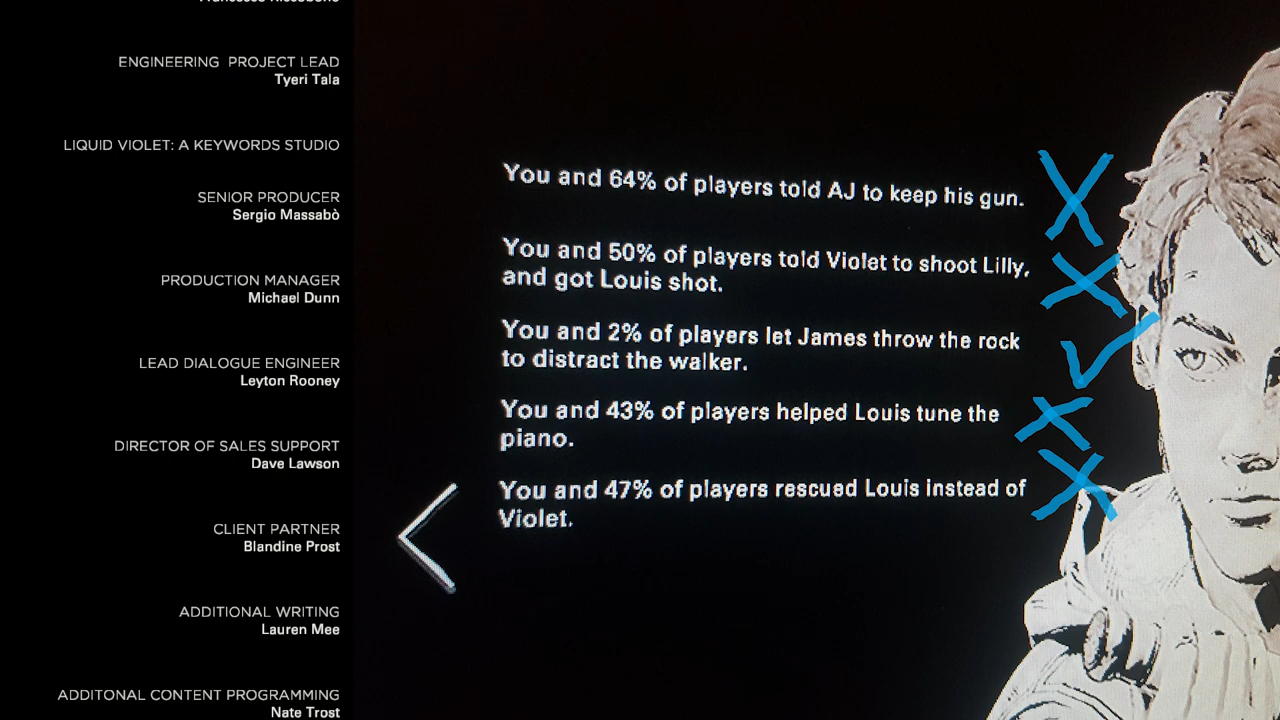 ENGINEERING PROJECT LEAD
Tyeri Tala
LIQUID VIOLET: A KEYWORDS STUDIO
SENIOR PRODUCER
Sergio Massabò
PRODUCTION MANAGER
Michael Dunn
LEAD DIALOGUE ENGINEER
Leyton Rooney
DIRECTOR OF SALES SUPPORT
Dave Lawson
CLIENT PARTNER
Blandine Prost
ADDITIONAL WRITING
Lauren Mee
ADDITONAL CONTENT PROGRAMMING
Nate Trost
You and 64% of players told AJ to keep his gun.
You and 50% of players told Violet to shoot Lilly,
and got Louis shot.
You and 2% of players let James throw the rock
to distract the walker.
You and 43% of players helped Louis tune the
piano.
You and 47% of players rescued Louis instead of
Violet.